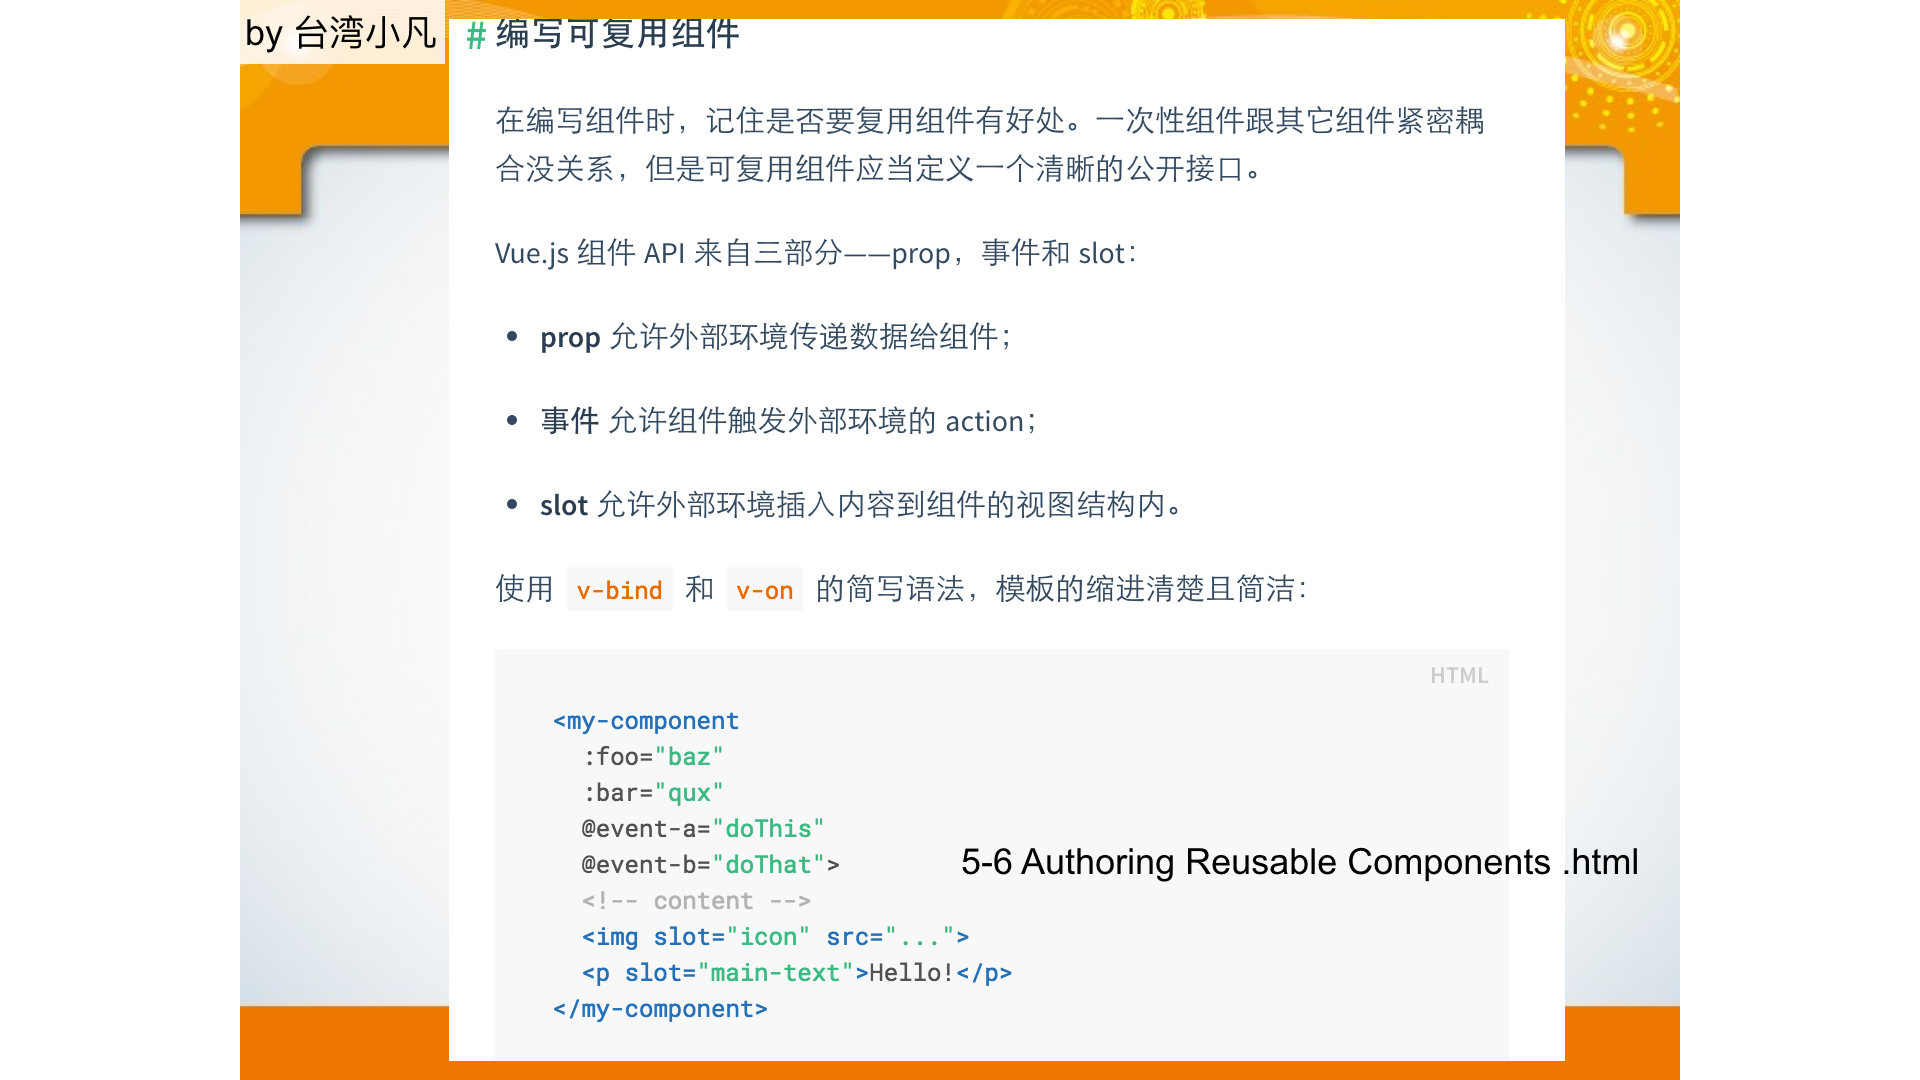 by 台湾小凡
# 编写可复用组件
在编写组件时，记住是否要复用组件有好处。一次性组件跟其它组件紧密耦
合没关系，但是可复用组件应当定义一个清晰的公开接口。
Vue.js 组件 API 来自三部分——prop，事件和 slot：
• prop 允许外部环境传递数据给组件；
• 事件 允许组件触发外部环境的 action；
• slot 允许外部环境插入内容到组件的视图结构内。
使用 v-bind 和 v-on 的简写语法，模板的缩进清楚且简洁：
HTML
<my-component
  :foo="baz"
  :bar="qux"
  @event-a="doThis"
  @event-b="doThat">
  <!-- content -->
  <img slot="icon" src="...">
  <p slot="main-text">Hello!</p>
</my-component>
5-6 Authoring Reusable Components .html